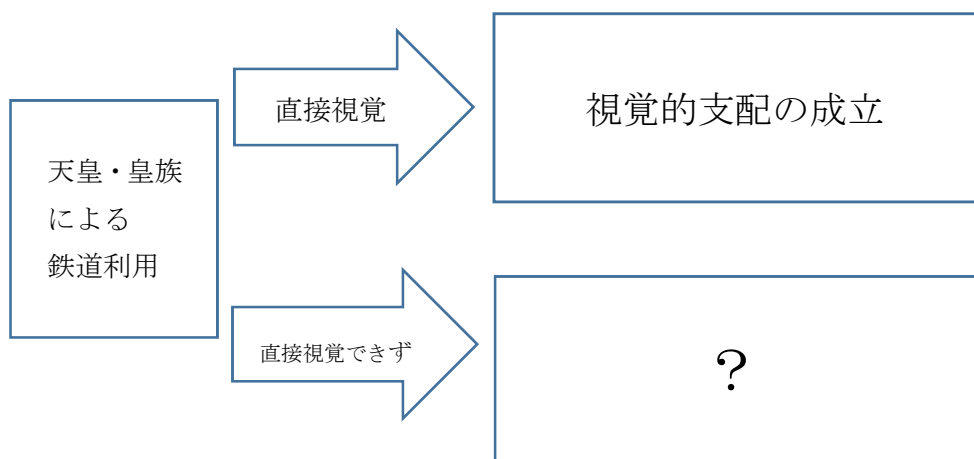 天皇・皇族
による
鉄道利用
直接視覚
視覚的支配の成立
直接視覚できず
？